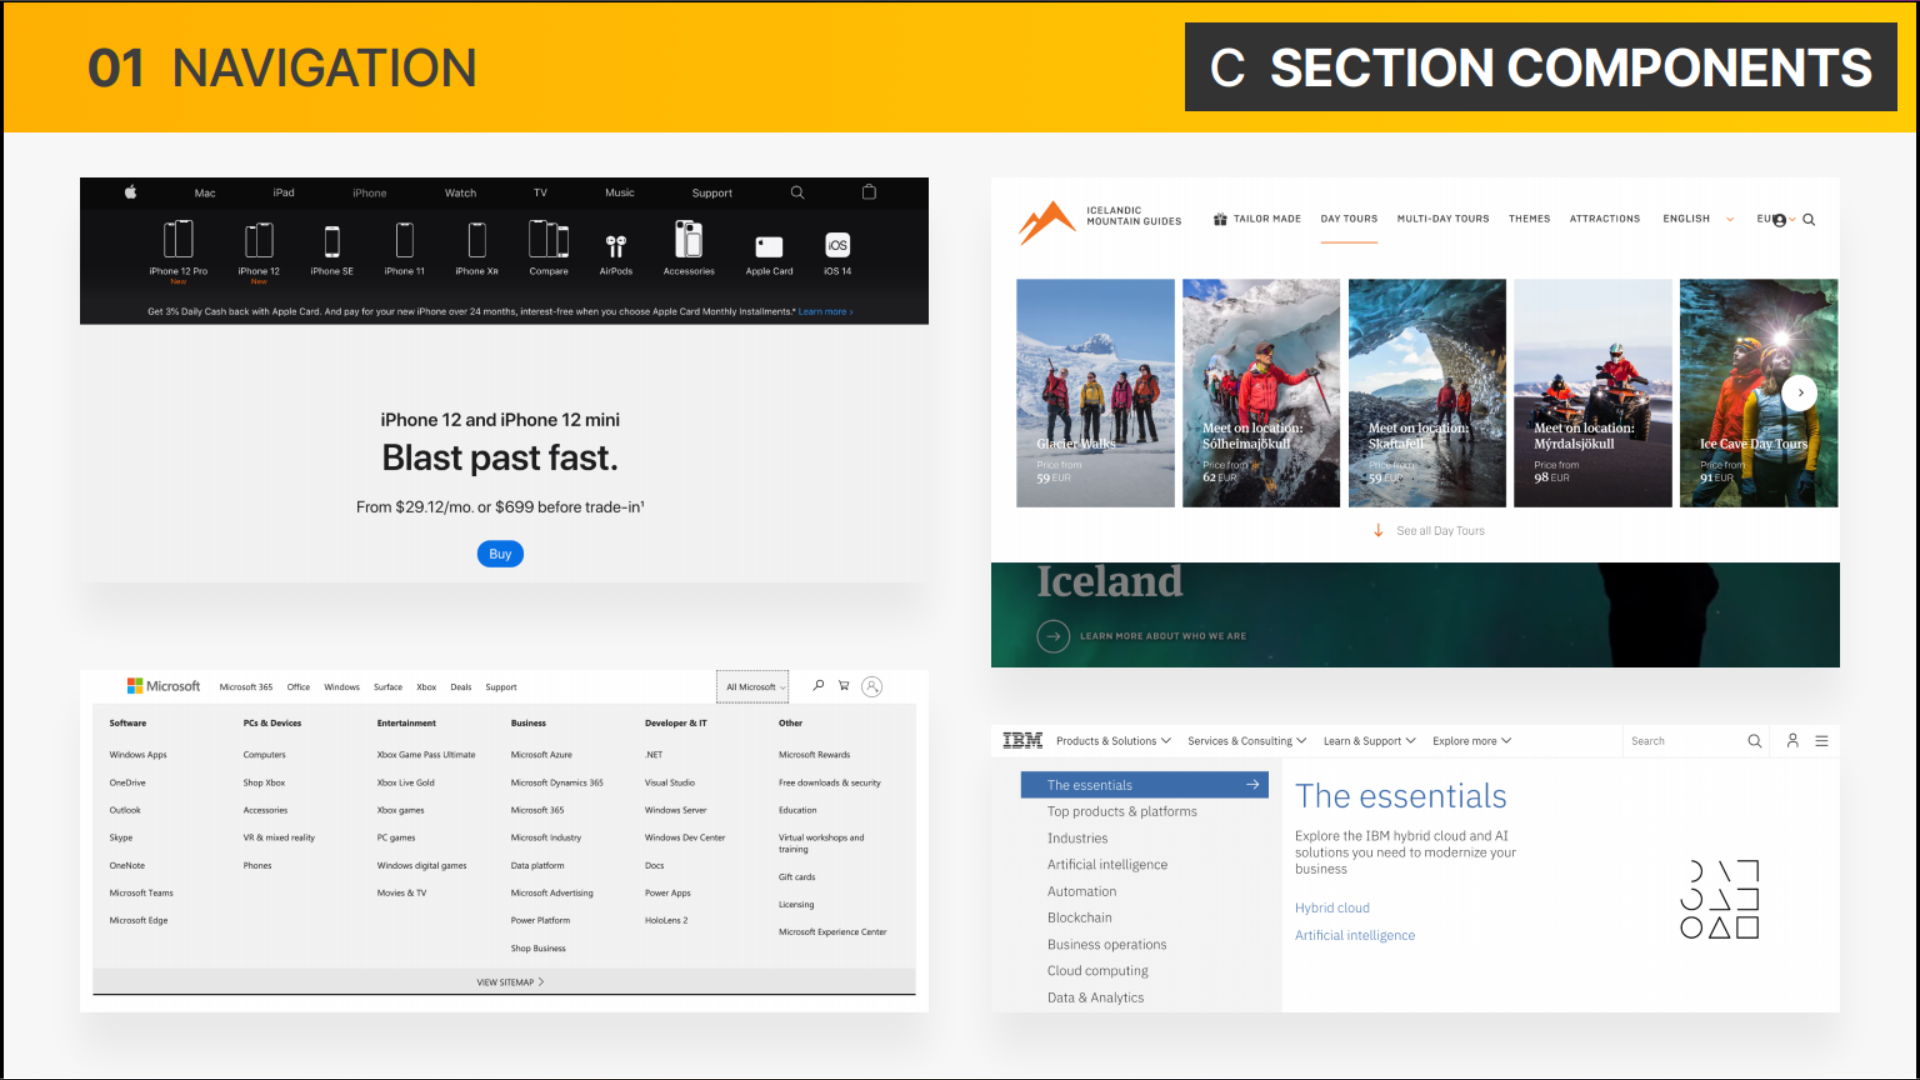 01 NAVIGATION
C SECTION COMPONENTS
Mac iPad iPhone Watch TV Music Support
iPhone 12 Pro iPhone 12 iPhone SE iPhone 11 iPhone XR Compare AirPods Accessories Apple Card iOS iOS 14
New New
Get 3% Daily Cash back with Apple Card. And pay for your new iPhone over 24 months, interest-free when you choose Apple Card Monthly Installments.* Learn more >
iPhone 12 and iPhone 12 mini
Blast past fast.
From $29.12/mo. or $699 before trade-in¹
Buy
ICELANDIC
MOUNTAIN GUIDES
TAILOR MADE DAY TOURS MULTI-DAY TOURS THEMES ATTRACTIONS ENGLISH
Glacier Walks
Price from
59 EUR
Meet on location:
Sólheimajökull
Price from
62 EUR
Meet on location:
Skaftafell
Price from
59 EUR
Meet on location:
Mýrdalsjökull
Price from
98 EUR
Ice Cave Day Tours
Price from
91 EUR
See all Day Tours
Iceland
LEARN MORE ABOUT WHO WE ARE
Microsoft Microsoft 365 Office Windows Surface Xbox Deals Support All Microsoft
Software
Windows Apps
OneDrive
Outlook
Skype
OneNote
Microsoft Teams
Microsoft Edge
PCs & Devices
Computers
Shop Xbox
Accessories
VR & mixed reality
Phones
Entertainment
Xbox Game Pass Ultimate
Xbox Live Gold
Xbox games
PC games
Windows digital games
Movies & TV
Business
Microsoft Azure
Microsoft Dynamics 365
Microsoft 365
Microsoft Industry
Data platform
Microsoft Advertising
Power Platform
Shop Business
Developer & IT
.NET
Visual Studio
Windows Server
Windows Dev Center
Docs
Power Apps
HoloLens 2
Other
Microsoft Rewards
Free downloads & security
Education
Virtual workshops and
training
Gift cards
Licensing
Microsoft Experience Center
VIEW SITEMAP >
IBM Products & Solutions Services & Consulting Learn & Support Explore more Search
The essentials
Top products & platforms
Industries
Artificial intelligence
Automation
Blockchain
Business operations
Cloud computing
Data & Analytics
The essentials
Explore the IBM hybrid cloud and AI
solutions you need to modernize your
business
Hybrid cloud
Artificial intelligence